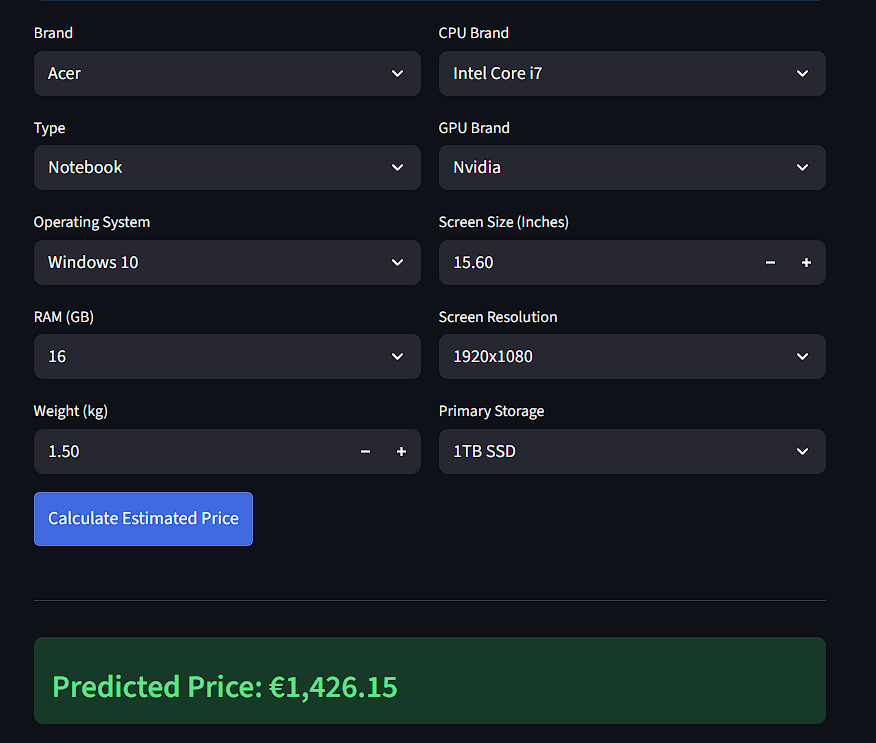 Brand
CPU Brand
Acer
Intel Core i7
Type
GPU Brand
Notebook
Nvidia
Operating System
Screen Size (Inches)
Windows 10
15.60
RAM (GB)
Screen Resolution
16
1920x1080
Weight (kg)
Primary Storage
1.50
1TB SSD
Calculate Estimated Price
Predicted Price: €1,426.15